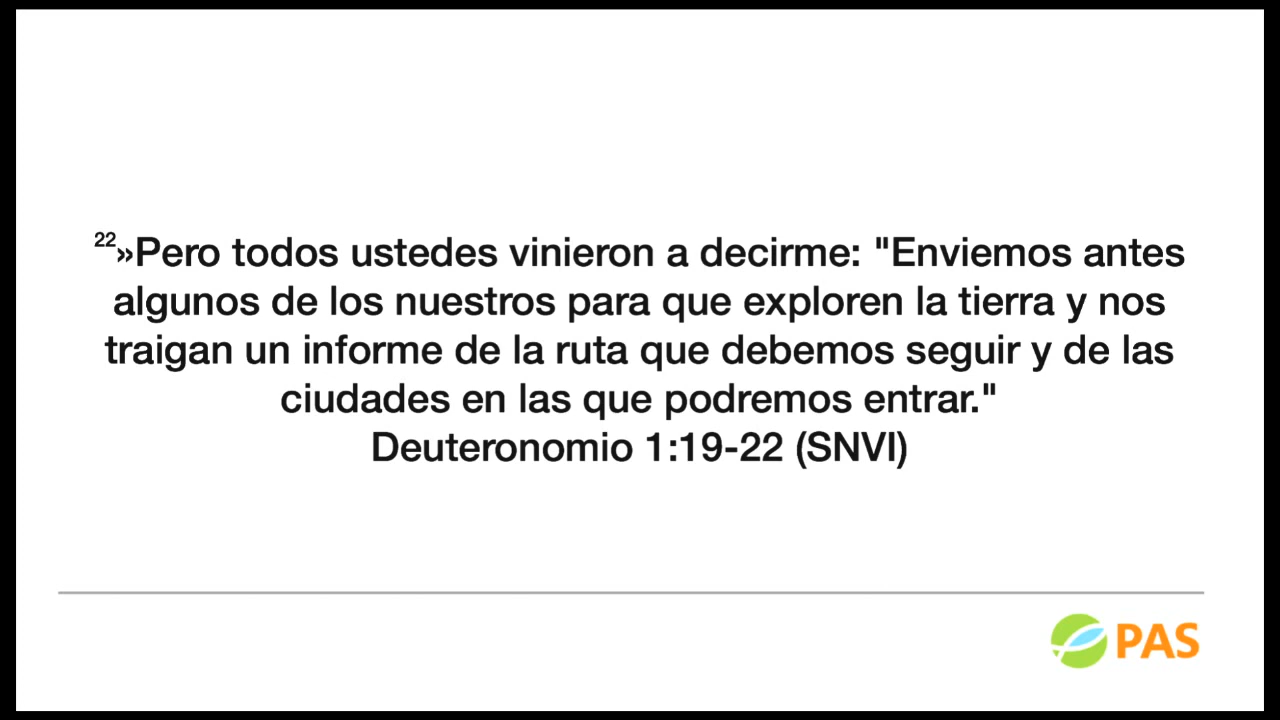 22»Pero todos ustedes vinieron a decirme: "Enviemos antes
algunos de los nuestros para que exploren la tierra y nos
traigan un informe de la ruta que debemos seguir y de las
ciudades en las que podremos entrar."
Deuteronomio 1:19-22 (SNVI)
PAS